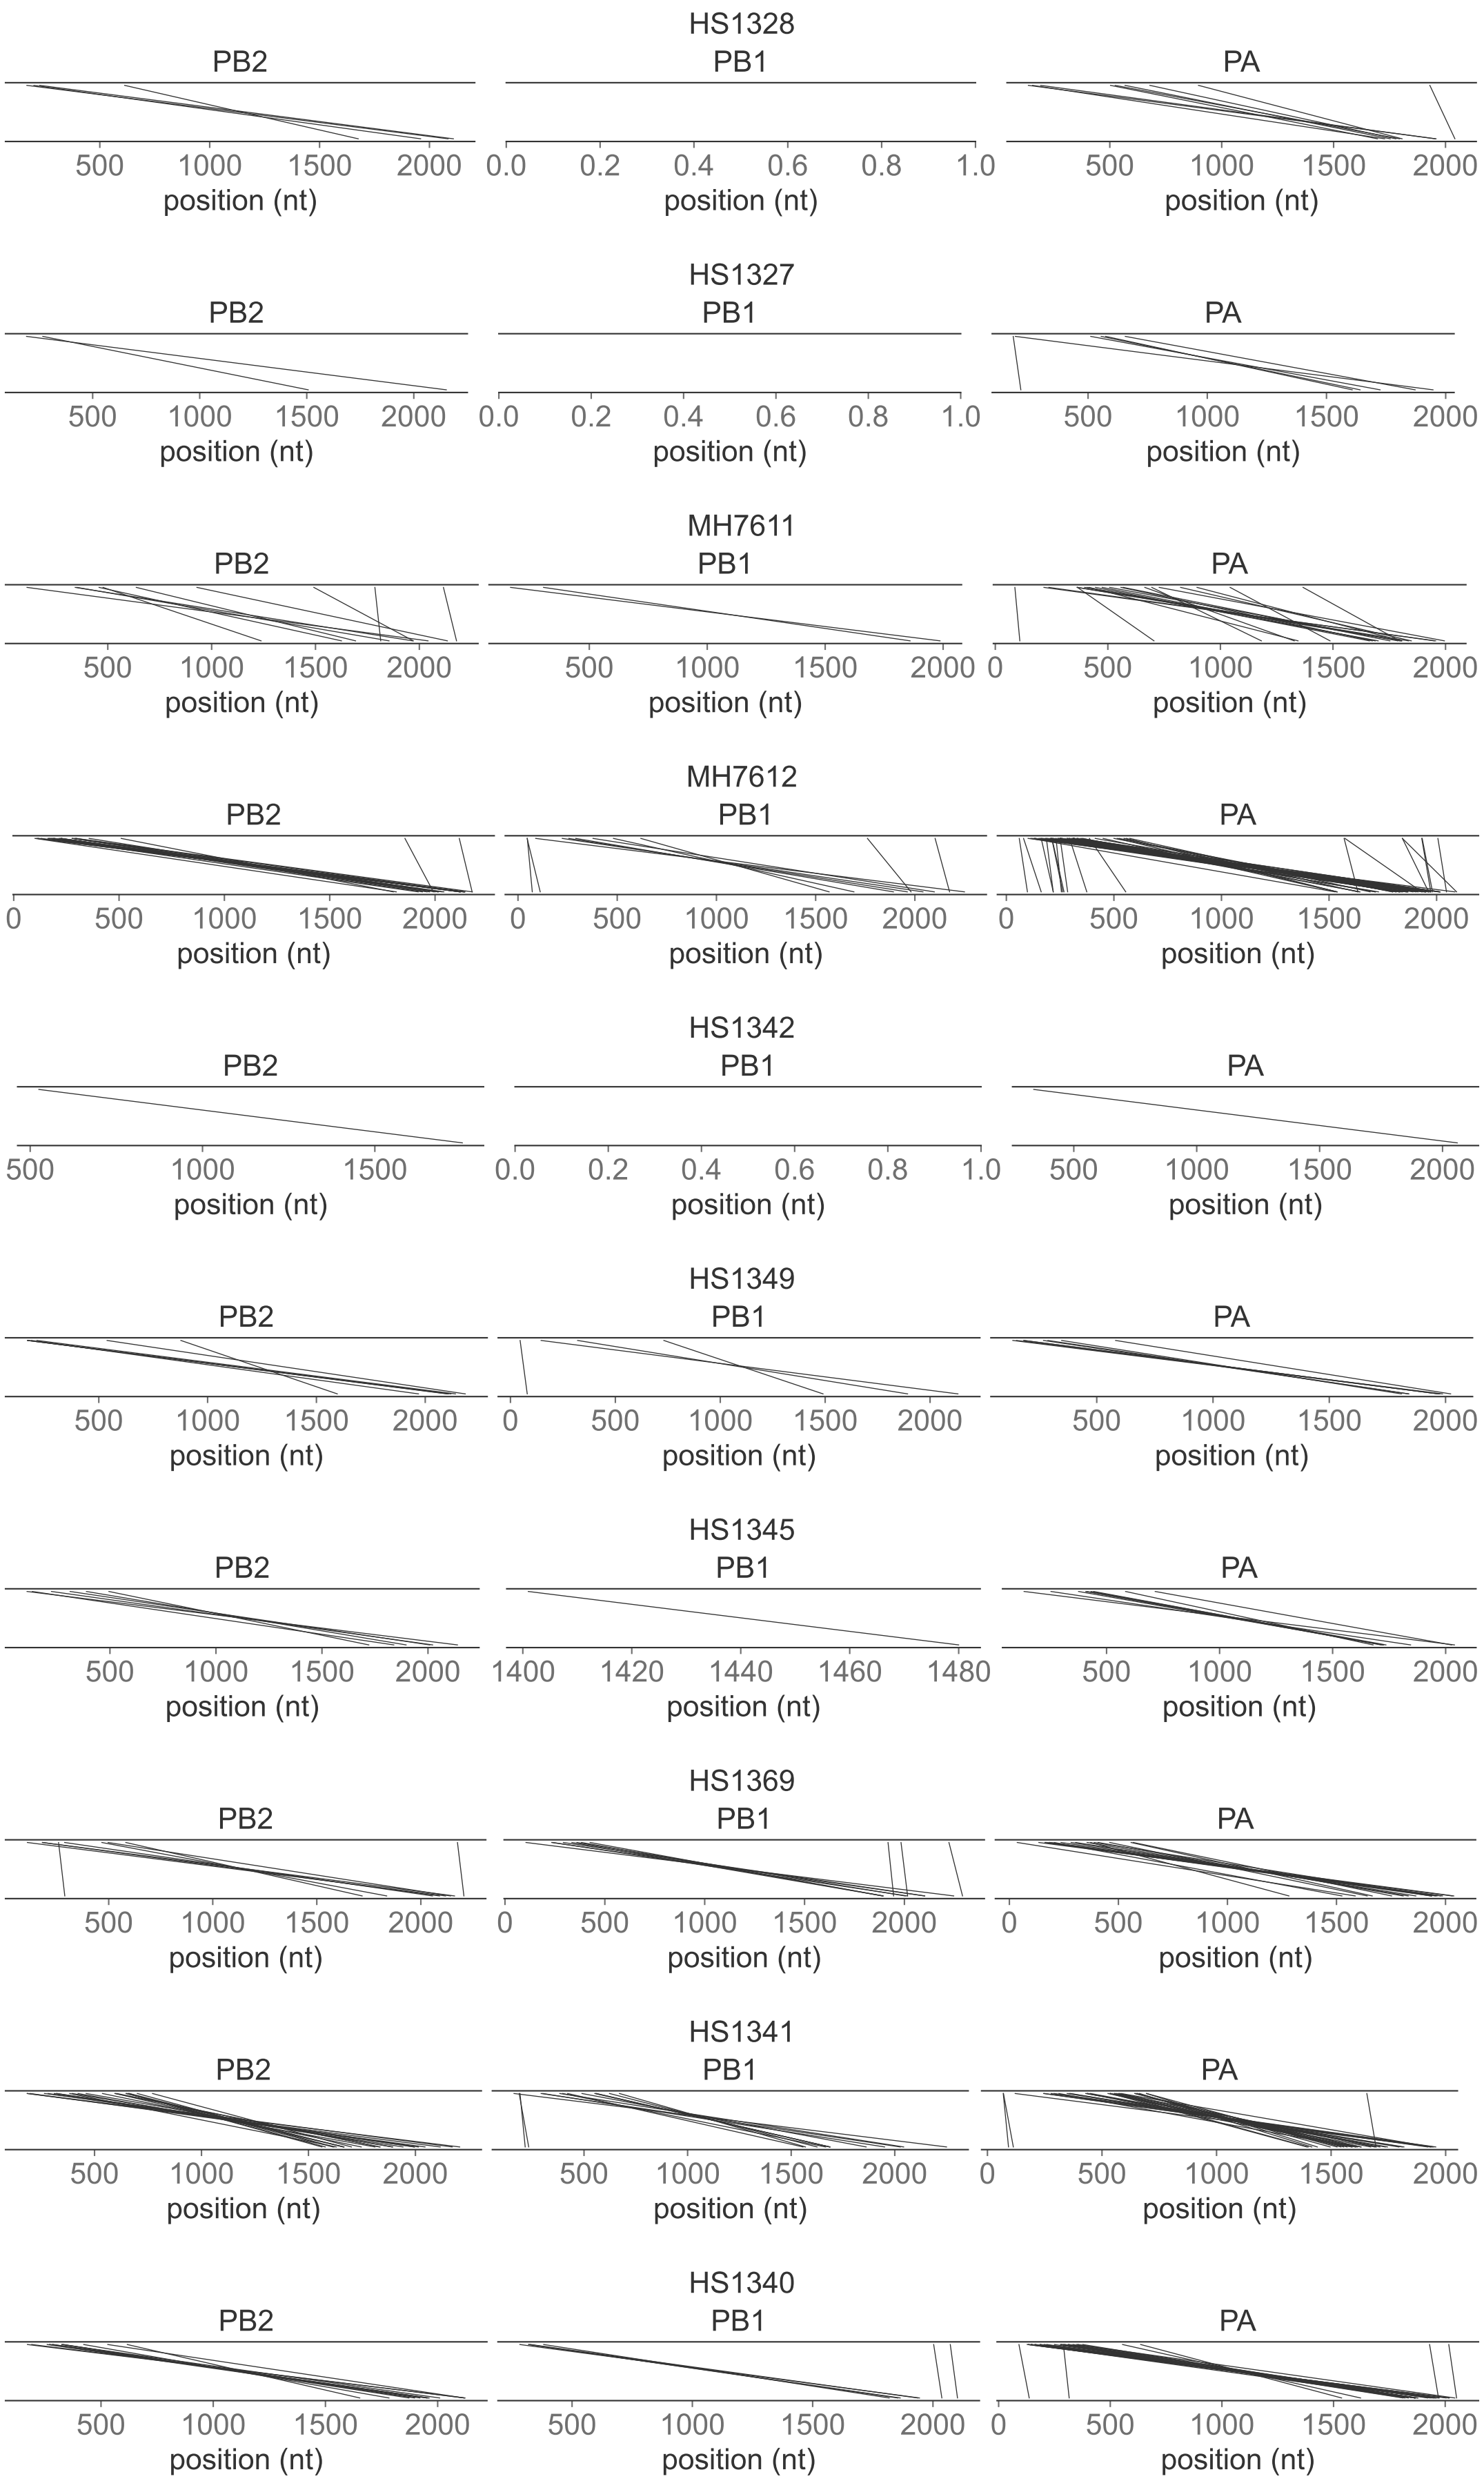 HS1328
PB2 PB1 PA
500 1000 1500 2000 0.0 0.2 0.4 0.6 0.8 1.0 500 1000 1500 2000
position (nt) position (nt) position (nt)
HS1327
PB2 PB1 PA
500 1000 1500 2000 0.0 0.2 0.4 0.6 0.8 1.0 500 1000 1500 2000
position (nt) position (nt) position (nt)
MH7611
PB2 PB1 PA
500 1000 1500 2000 500 1000 1500 2000 0 500 1000 1500 2000
position (nt) position (nt) position (nt)
MH7612
PB2 PB1 PA
0 500 1000 1500 2000 0 500 1000 1500 2000 0 500 1000 1500 2000
position (nt) position (nt) position (nt)
HS1342
PB2 PB1 PA
500 1000 1500 0.0 0.2 0.4 0.6 0.8 1.0 500 1000 1500 2000
position (nt) position (nt) position (nt)
HS1349
PB2 PB1 PA
500 1000 1500 2000 0 500 1000 1500 2000 500 1000 1500 2000
position (nt) position (nt) position (nt)
HS1345
PB2 PB1 PA
500 1000 1500 2000 1400 1420 1440 1460 1480 500 1000 1500 2000
position (nt) position (nt) position (nt)
HS1369
PB2 PB1 PA
500 1000 1500 2000 0 500 1000 1500 2000 0 500 1000 1500 2000
position (nt) position (nt) position (nt)
HS1341
PB2 PB1 PA
500 1000 1500 2000 500 1000 1500 2000 0 500 1000 1500 2000
position (nt) position (nt) position (nt)
HS1340
PB2 PB1 PA
500 1000 1500 2000 500 1000 1500 2000 0 500 1000 1500 2000
position (nt) position (nt) position (nt)